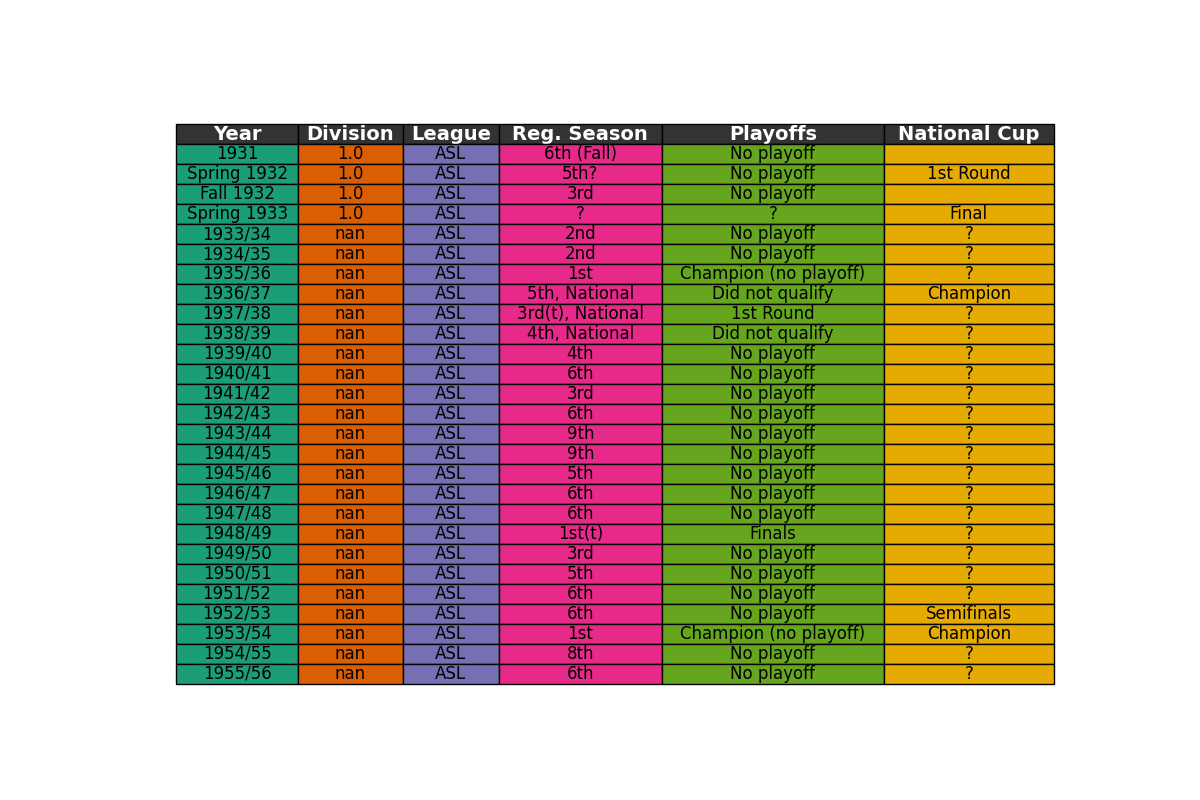 Year Division League Reg. Season Playoffs National Cup
1931 1.0 ASL 6th (Fall) No playoff
Spring 1932 1.0 ASL 5th? No playoff 1st Round
Fall 1932 1.0 ASL 3rd No playoff
Spring 1933 1.0 ASL ? ? Final
1933/34 nan ASL 2nd No playoff ?
1934/35 nan ASL 2nd No playoff ?
1935/36 nan ASL 1st Champion (no playoff) ?
1936/37 nan ASL 5th, National Did not qualify Champion
1937/38 nan ASL 3rd(t), National 1st Round ?
1938/39 nan ASL 4th, National Did not qualify ?
1939/40 nan ASL 4th No playoff ?
1940/41 nan ASL 6th No playoff ?
1941/42 nan ASL 3rd No playoff ?
1942/43 nan ASL 6th No playoff ?
1943/44 nan ASL 9th No playoff ?
1944/45 nan ASL 9th No playoff ?
1945/46 nan ASL 5th No playoff ?
1946/47 nan ASL 6th No playoff ?
1947/48 nan ASL 6th No playoff ?
1948/49 nan ASL 1st(t) Finals ?
1949/50 nan ASL 3rd No playoff ?
1950/51 nan ASL 5th No playoff ?
1951/52 nan ASL 6th No playoff ?
1952/53 nan ASL 6th No playoff Semifinals
1953/54 nan ASL 1st Champion (no playoff) Champion
1954/55 nan ASL 8th No playoff ?
1955/56 nan ASL 6th No playoff ?